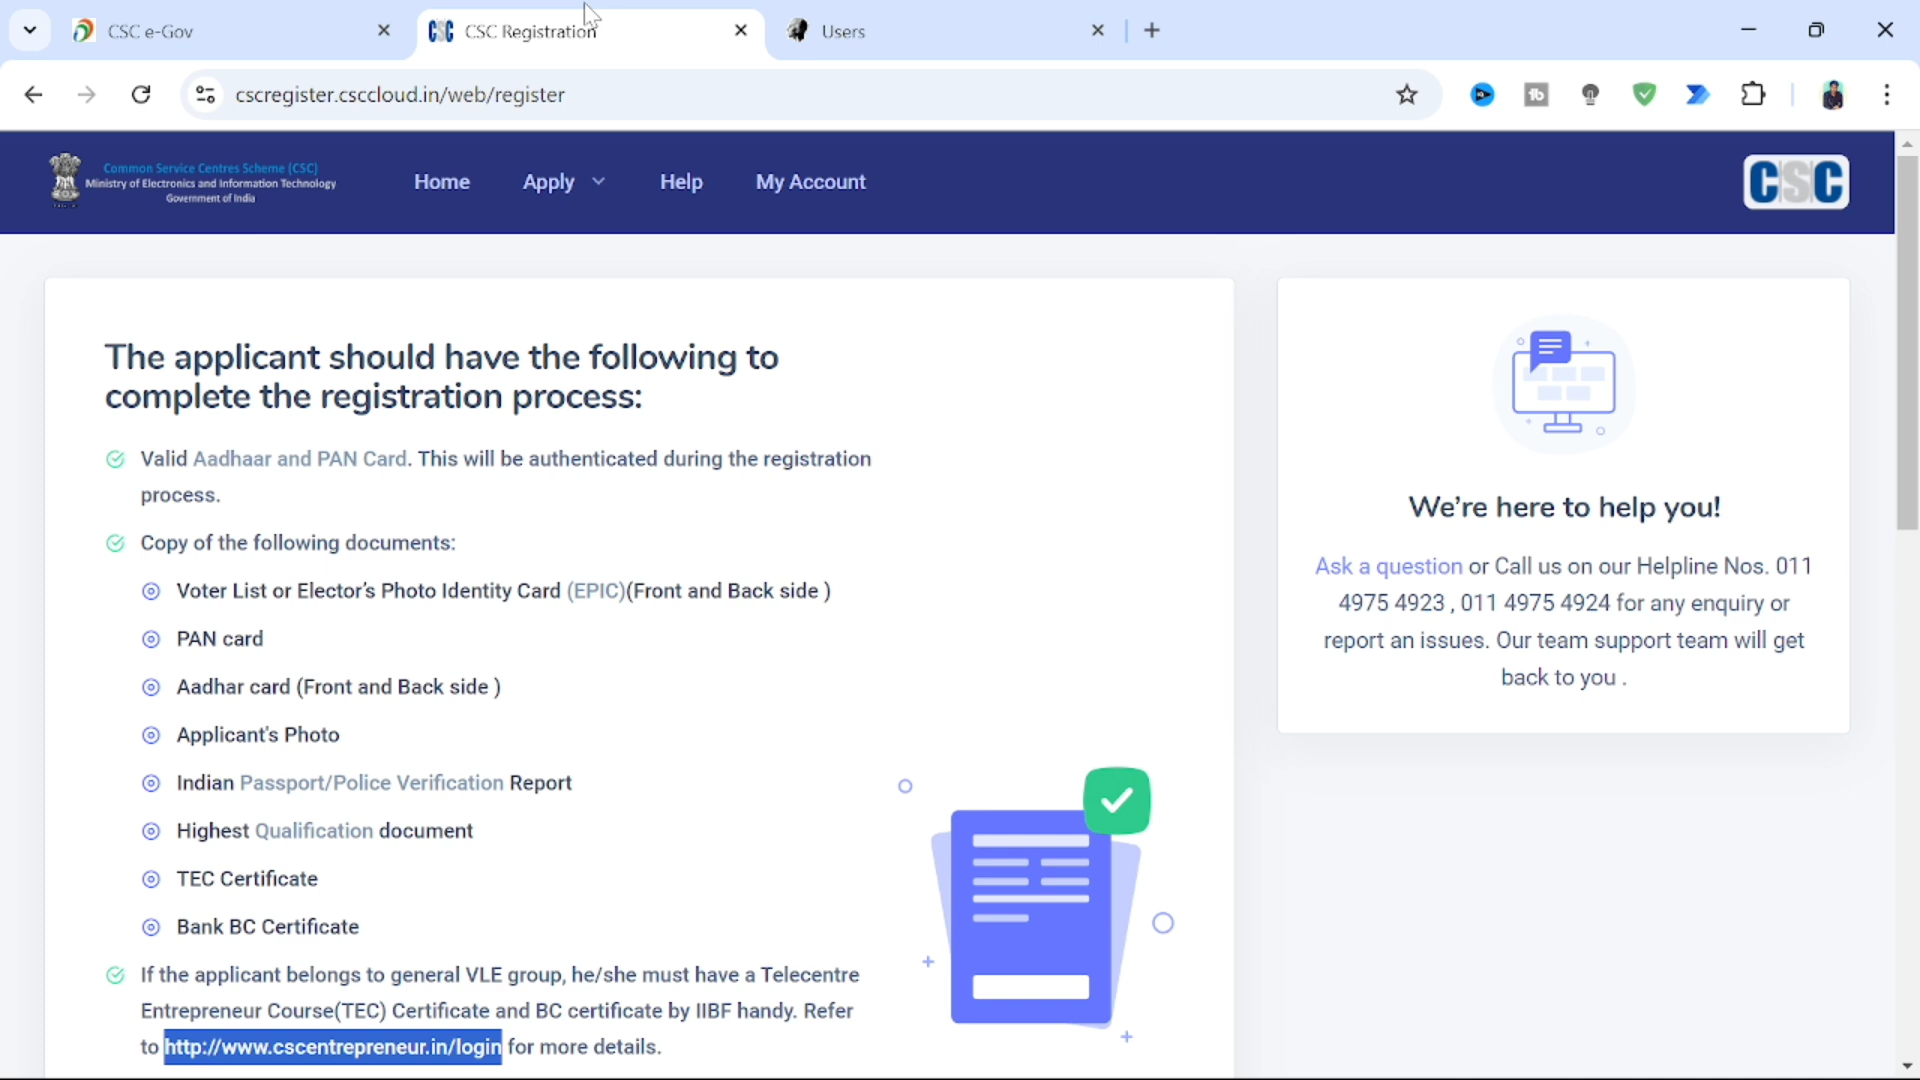 CSC e-Gov
CSC Registration
Users
cscregister.csccloud.in/web/register
Common Service Centres Scheme (CSC)
Ministry of Electronics and Information Technology
Government of India
Home
Apply
Help
My Account
CSC
The applicant should have the following to
complete the registration process:
Valid Aadhaar and PAN Card. This will be authenticated during the registration
process.
Copy of the following documents:
Voter List or Elector's Photo Identity Card (EPIC)(Front and Back side )
PAN card
Aadhar card (Front and Back side )
Applicant's Photo
Indian Passport/Police Verification Report
Highest Qualification document
TEC Certificate
Bank BC Certificate
If the applicant belongs to general VLE group, he/she must have a Telecentre
Entrepreneur Course(TEC) Certificate and BC certificate by IIBF handy. Refer
to http://www.cscentrepreneur.in/login for more details.
We're here to help you!
Ask a question or Call us on our Helpline Nos. 011
4975 4923 , 011 4975 4924 for any enquiry or
report an issues. Our team support team will get
back to you .